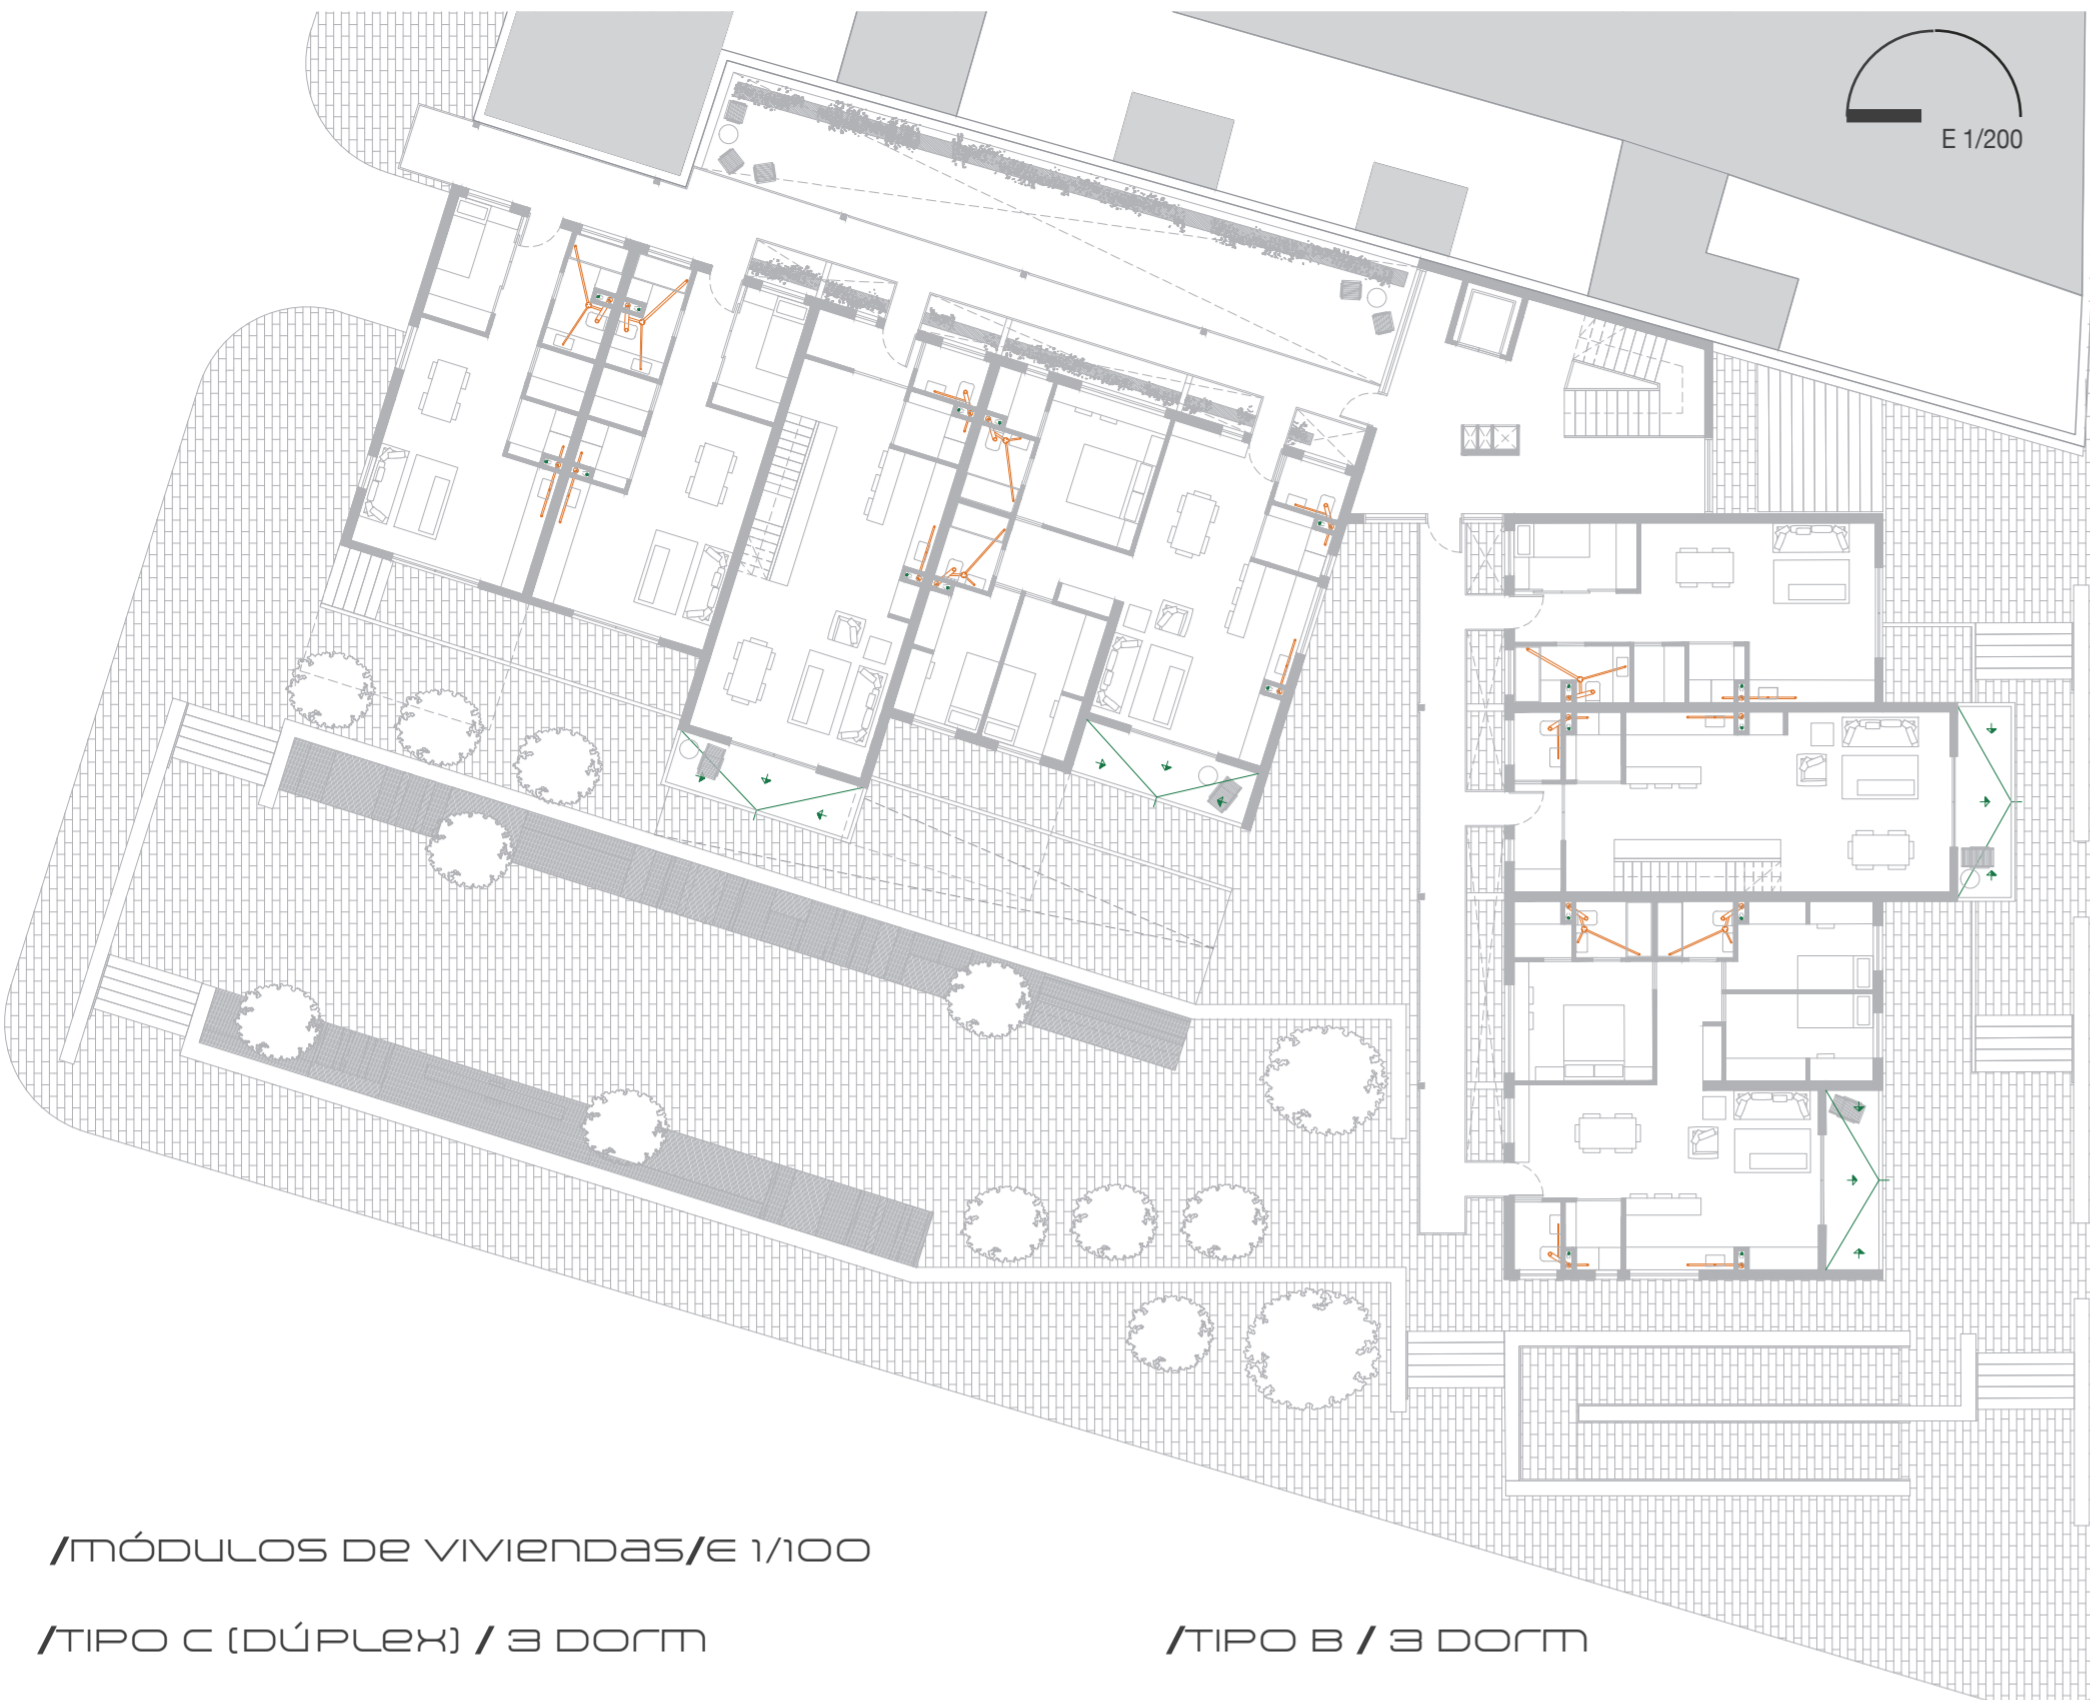 E 1/200
/MÓDULOS DE VIVIENDAS/E 1/100
/TIPO C (DÚPLEX) / 3 DORM
/TIPO B / 3 DORM